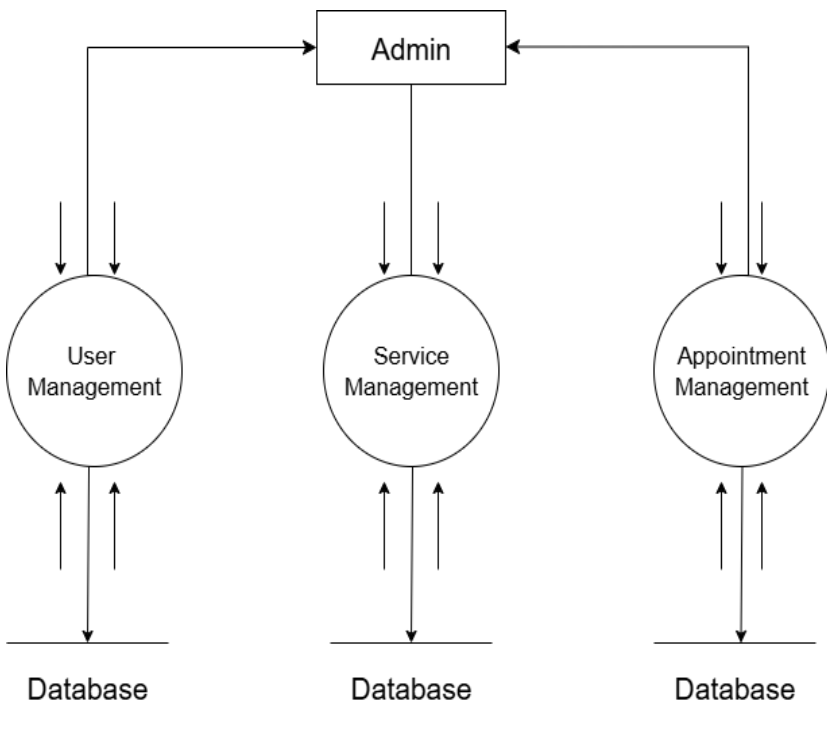 Admin
User
Management
Service
Management
Appointment
Management
Database
Database
Database